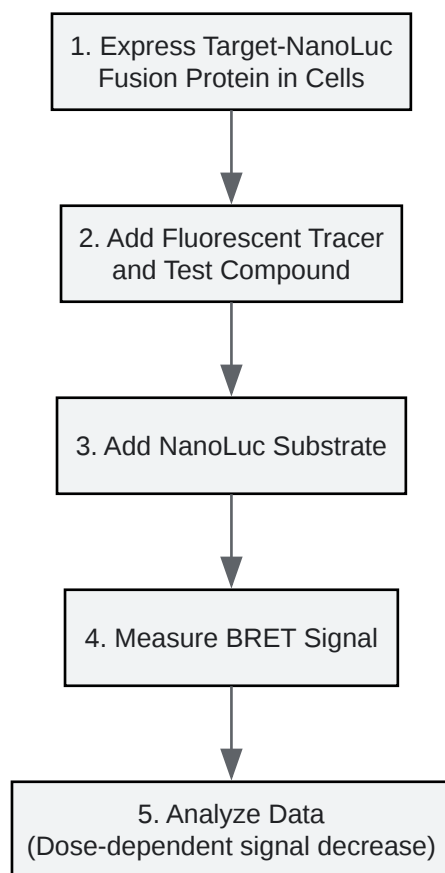 1. Express Target-NanoLuc
Fusion Protein in Cells
2. Add Fluorescent Tracer
and Test Compound
3. Add NanoLuc Substrate
4. Measure BRET Signal
5. Analyze Data
(Dose-dependent signal decrease)